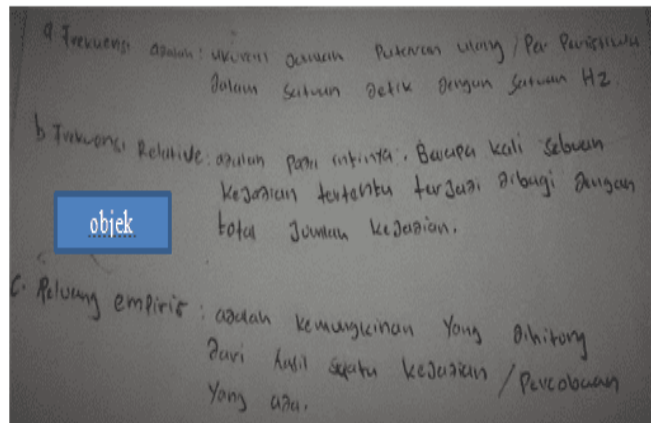 a. Frekuensi adalah : ukuran jumlah Putaran ulang / Per Peristiwa
dalam satuan detik dengan satuan Hz.
b Frekuensi Relative : adalah pada intinya. Berapa kali sebuah
kejadian tertentu terjadi dibagi dengan
objek
total Jumlah kejadian.
C. Peluang empiris : adalah kemungkinan Yang dihitung
dari hasil suatu kejadian / Percobaan
Yang ada.